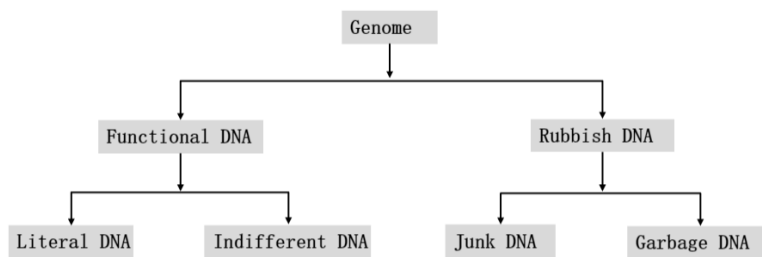 Genome
Functional DNA
Rubbish DNA
Literal DNA
Indifferent DNA
Junk DNA
Garbage DNA